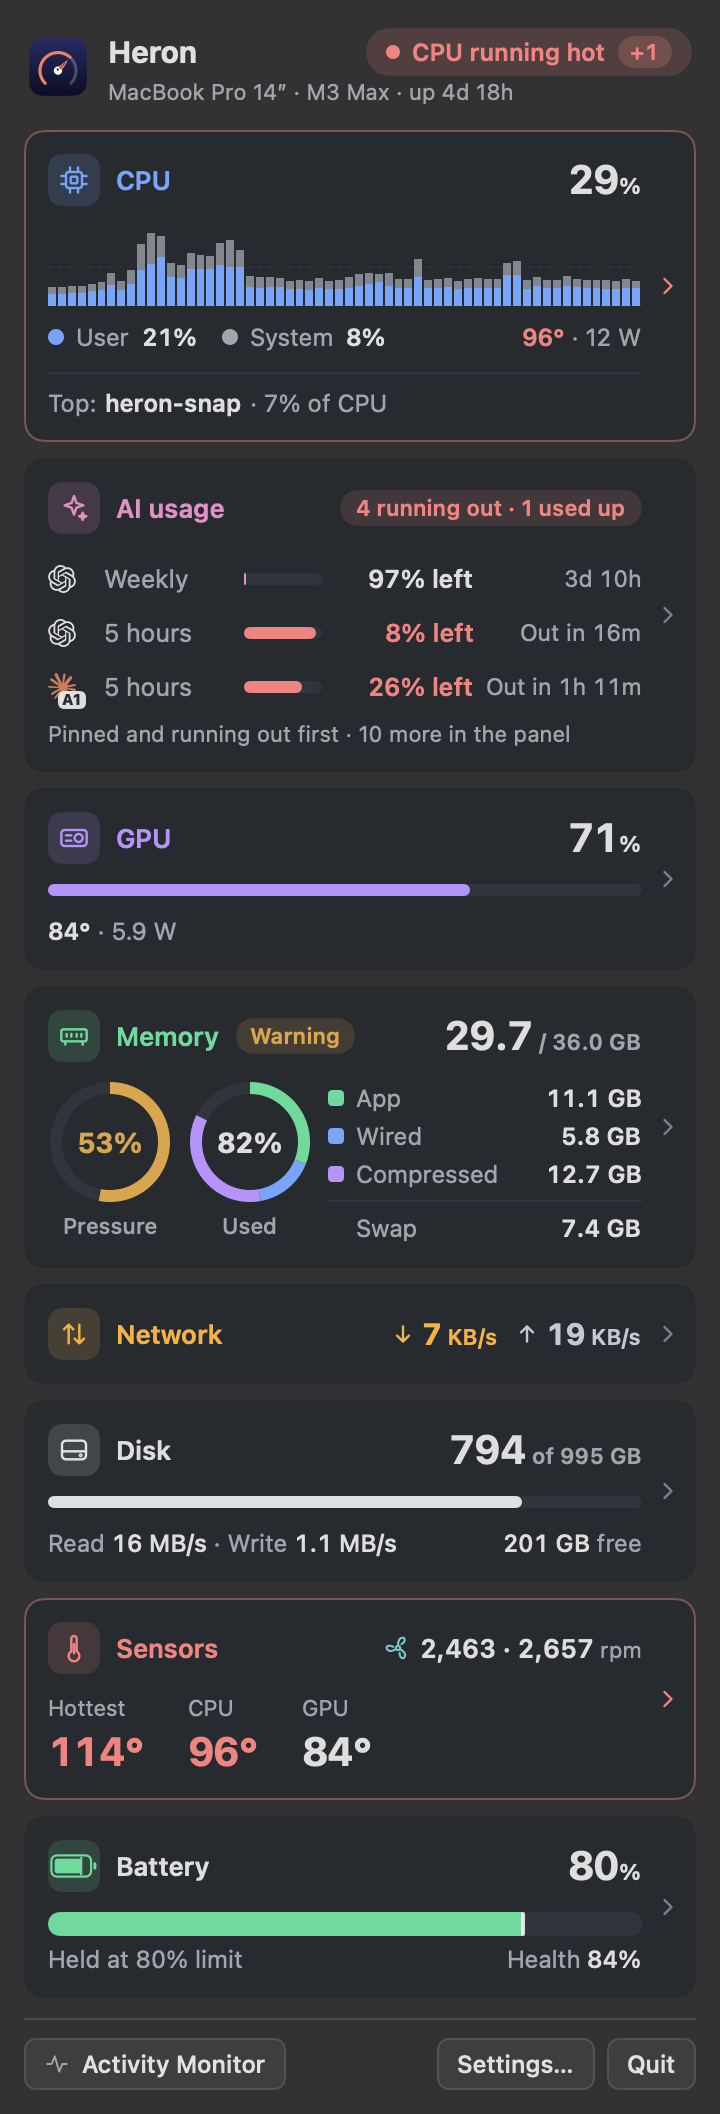 Heron
CPU running hot +1
MacBook Pro 14″ · M3 Max · up 4d 18h
CPU 29%
User 21% System 8% 96° · 12 W
Top: heron-snap · 7% of CPU
AI usage 4 running out · 1 used up
Weekly 97% left 3d 10h
5 hours 8% left Out in 16m
5 hours 26% left Out in 1h 11m
A1
Pinned and running out first · 10 more in the panel
GPU 71%
84° · 5.9 W
Memory Warning 29.7 / 36.0 GB
53% 82%
Pressure Used
App 11.1 GB
Wired 5.8 GB
Compressed 12.7 GB
Swap 7.4 GB
Network ↓ 7 KB/s ↑ 19 KB/s
Disk 794 of 995 GB
Read 16 MB/s · Write 1.1 MB/s 201 GB free
Sensors 2,463 · 2,657 rpm
Hottest CPU GPU
114° 96° 84°
Battery 80%
Held at 80% limit Health 84%
Activity Monitor Settings... Quit